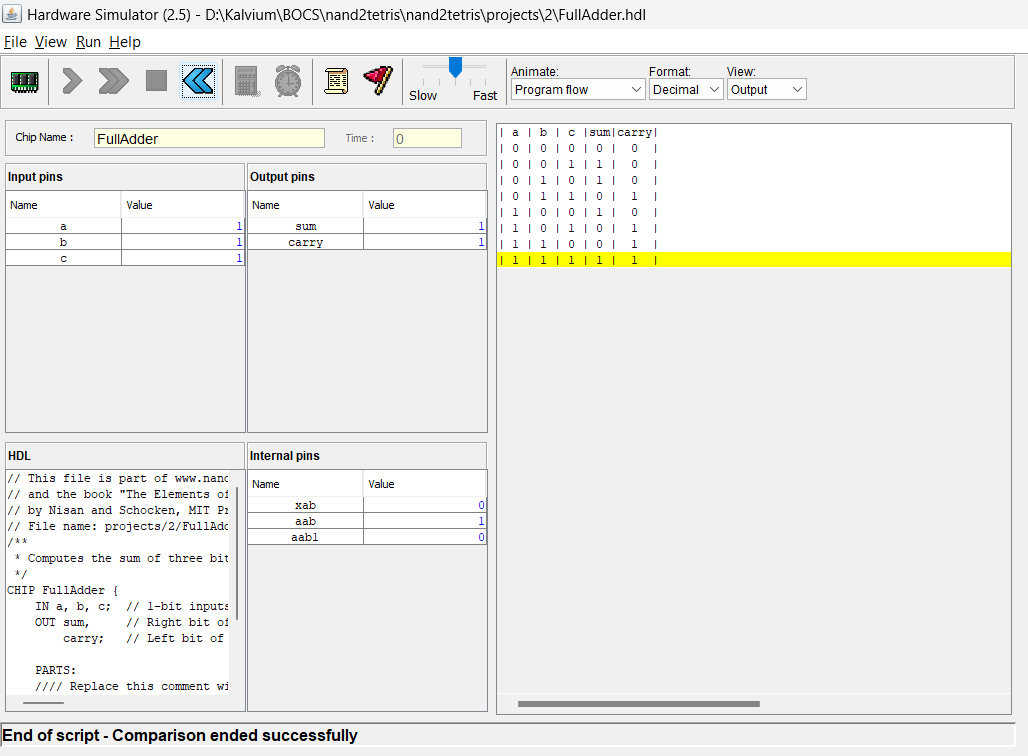 Hardware Simulator (2.5) - D:\Kalvium\BOCS\nand2tetris\nand2tetris\projects\2\FullAdder.hdl
File View Run Help
Slow Fast
Animate: Format: View:
Program flow Decimal Output
Chip Name : FullAdder Time : 0
Input pins
Name Value
a 1
b 1
c 1
Output pins
Name Value
sum 1
carry 1
HDL
// This file is part of www.nand
// and the book "The Elements of
// by Nisan and Schocken, MIT Pr
// File name: projects/2/FullAdd
/**
* Computes the sum of three bit
*/
CHIP FullAdder {
IN a, b, c; // 1-bit inputs
OUT sum, // Right bit of
carry; // Left bit of
PARTS:
//// Replace this comment wi
Internal pins
Name Value
xab 0
aab 1
aab1 0
| a | b | c |sum|carry|
| 0 | 0 | 0 | 0 | 0 |
| 0 | 0 | 1 | 1 | 0 |
| 0 | 1 | 0 | 1 | 0 |
| 0 | 1 | 1 | 0 | 1 |
| 1 | 0 | 0 | 1 | 0 |
| 1 | 0 | 1 | 0 | 1 |
| 1 | 1 | 0 | 0 | 1 |
| 1 | 1 | 1 | 1 | 1 |
End of script - Comparison ended successfully